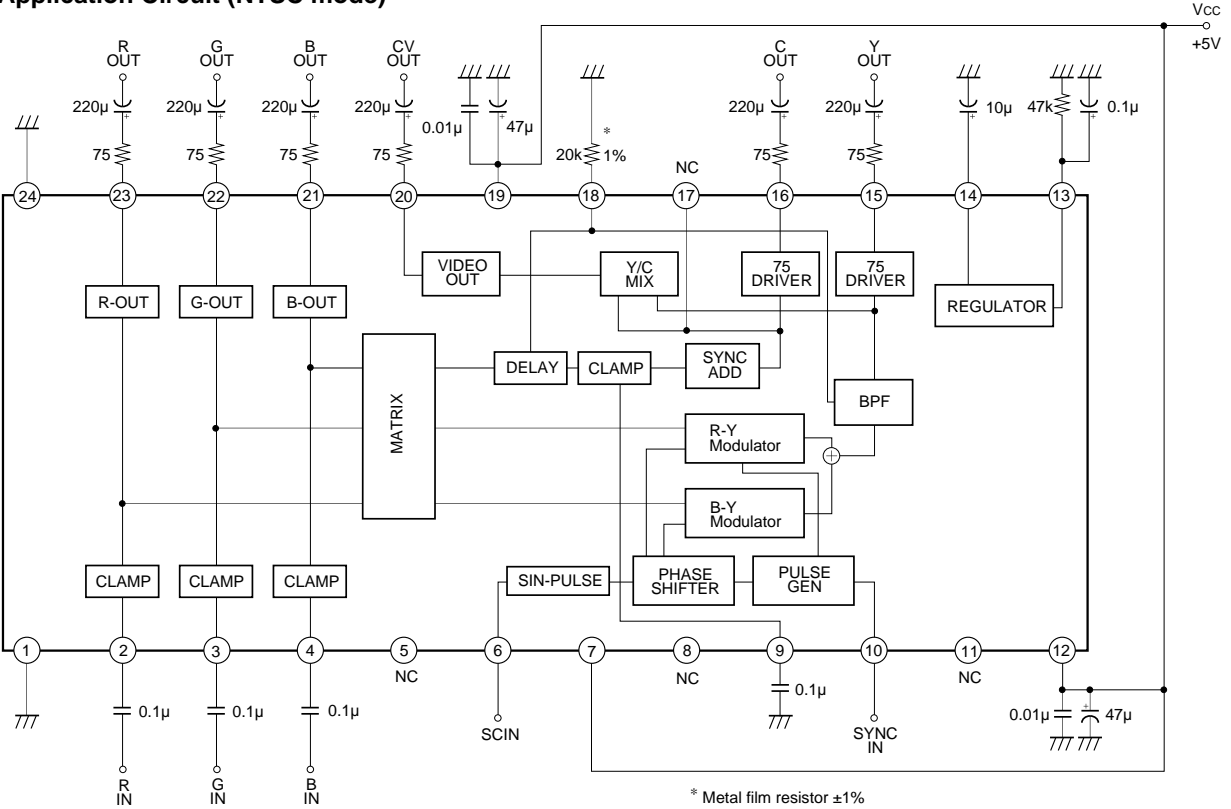 Application Circuit (NTSC mode)
VCC
+5V
R
OUT
G
OUT
B
OUT
CV
OUT
C
OUT
Y
OUT
220µ
220µ
220µ
220µ
0.01µ
47µ
*
20k
1%
220µ
220µ
10µ
47k
0.1µ
75
75
75
75
75
75
NC
24
23
22
21
20
19
18
17
16
15
14
13
R-OUT
G-OUT
B-OUT
VIDEO
OUT
Y/C
MIX
75
DRIVER
75
DRIVER
REGULATOR
MATRIX
DELAY
CLAMP
SYNC
ADD
BPF
R-Y
Modulator
B-Y
Modulator
CLAMP
CLAMP
CLAMP
SIN-PULSE
PHASE
SHIFTER
PULSE
GEN
1
2
3
4
5
6
7
8
9
10
11
12
NC
NC
NC
0.1µ
0.1µ
0.1µ
0.1µ
0.01µ
47µ
SCIN
SYNC
IN
R
IN
G
IN
B
IN
* Metal film resistor ±1%